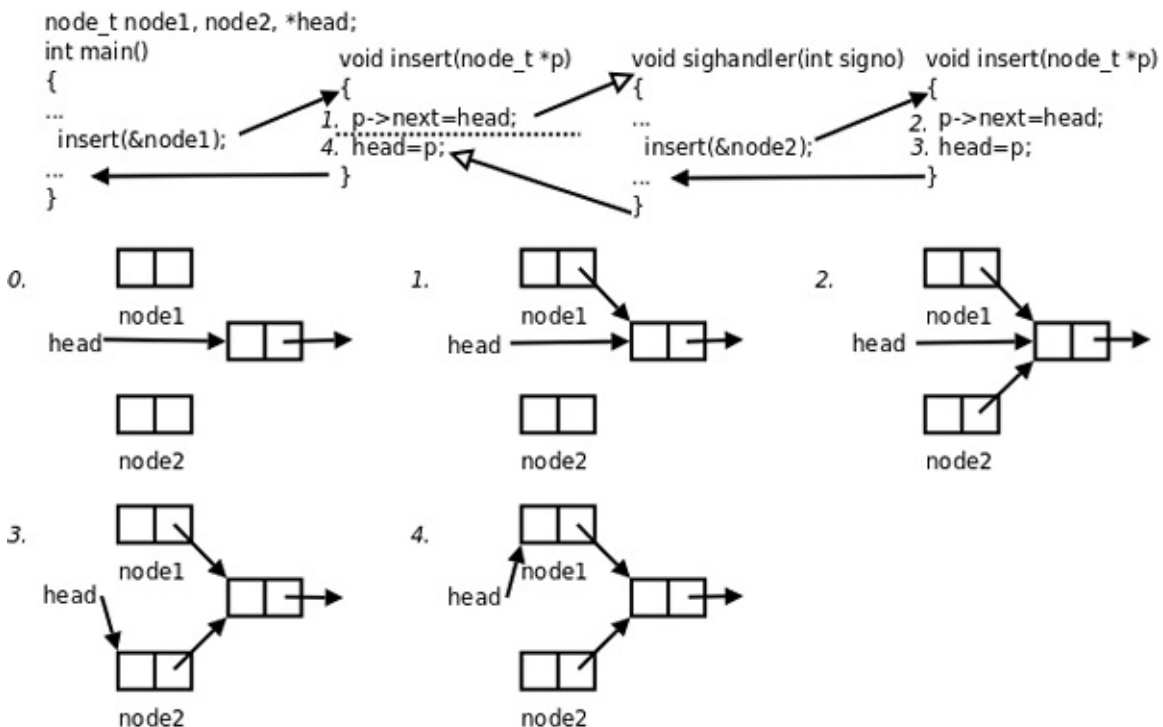 node_t node1, node2, *head;
int main()
{
...
insert(&node1);
...
}
void insert(node_t *p)
{
1. p->next=head;
4. head=p;
}
void sighandler(int signo)
{
...
insert(&node2);
...
}
void insert(node_t *p)
{
2. p->next=head;
3. head=p;
}
0.
node1
head
node2
1.
node1
head
node2
2.
node1
head
node2
3.
node1
head
node2
4.
node1
head
node2